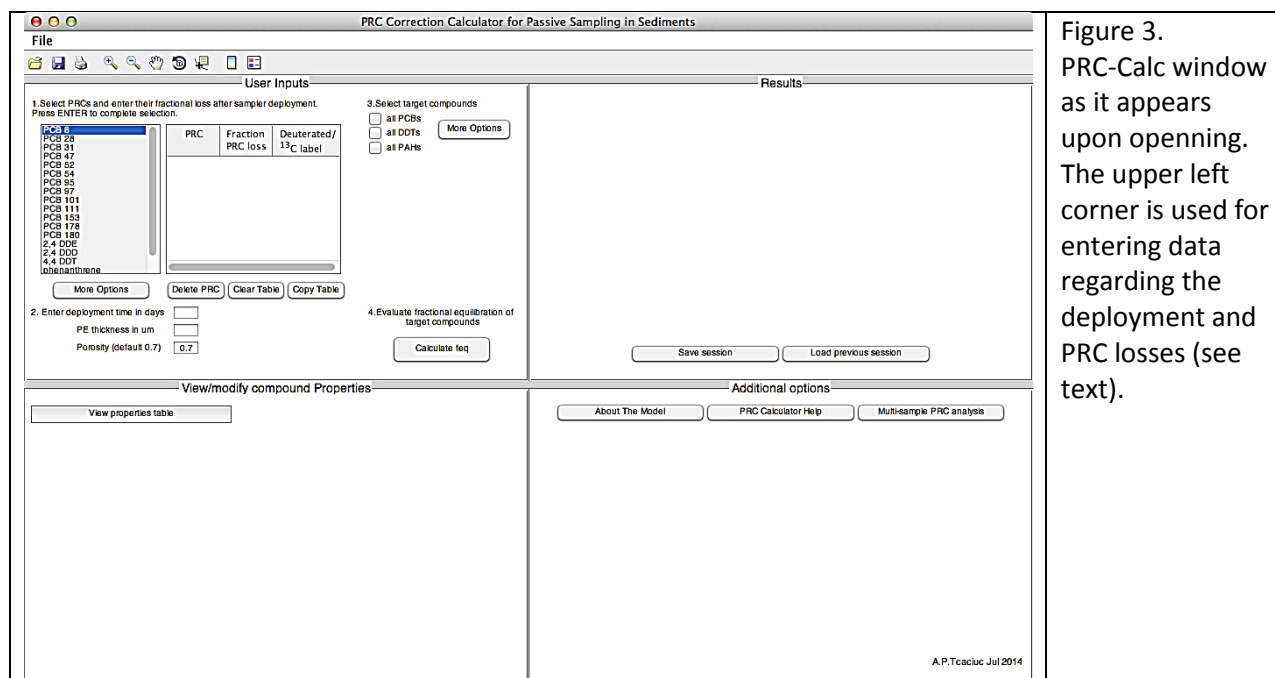 PRC Correction Calculator for Passive Sampling in Sediments
File
User Inputs
1.Select PRCs and enter their fractional loss after sampler deployment.
Press ENTER to complete selection.
PCB 8
PCB 28
PCB 31
PCB 47
PCB 52
PCB 54
PCB 95
PCB 97
PCB 101
PCB 111
PCB 153
PCB 178
PCB 180
2,4 DDE
2,4 DDD
4,4 DDT
phenanthrene
PRC
Fraction
PRC loss
Deuterated/
13C label
More Options
Delete PRC
Clear Table
Copy Table
3.Select target compounds
all PCBs
all DDTs
all PAHs
More Options
2. Enter deployment time in days
PE thickness in um
Porosity (default 0.7)
0.7
4.Evaluate fractional equilibration of
target compounds
Calculate feq
Results
Save session
Load previous session
View/modify compound Properties
View properties table
Additional options
About The Model
PRC Calculator Help
Multi-sample PRC analysis
A.P.Tcaciuc Jul 2014
Figure 3.
PRC-Calc window
as it appears
upon openning.
The upper left
corner is used for
entering data
regarding the
deployment and
PRC losses (see
text).